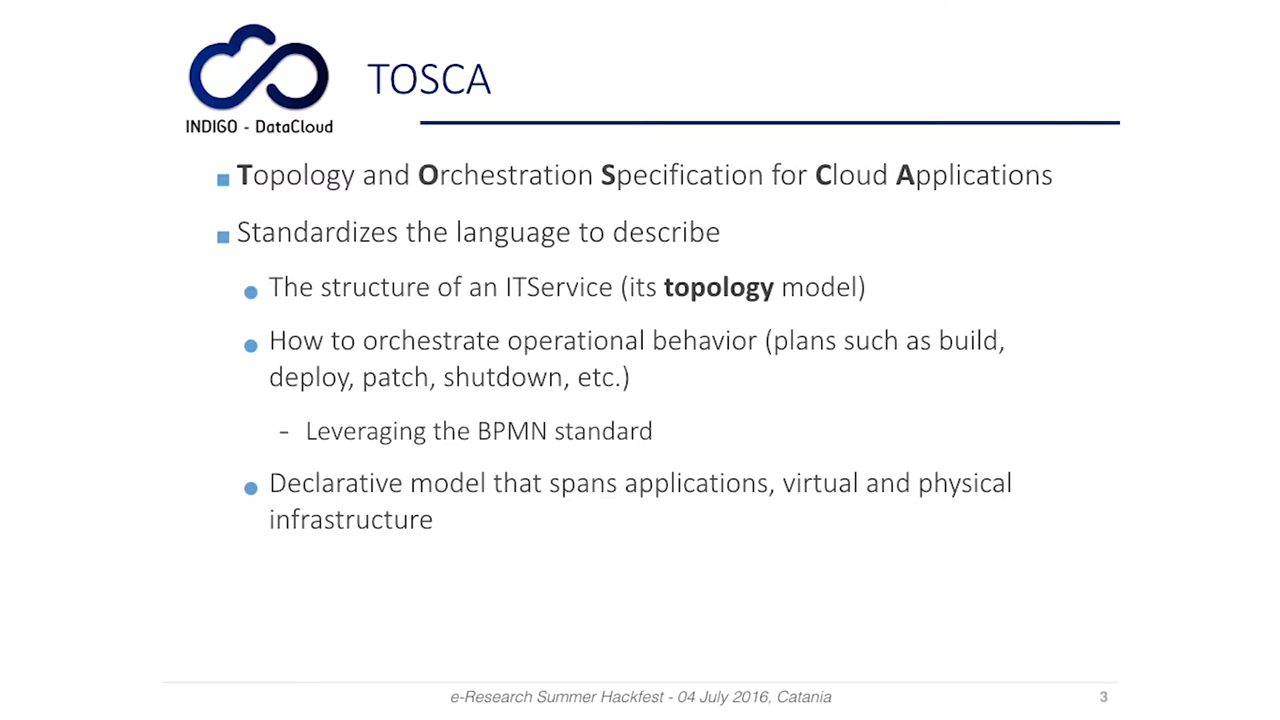 TOSCA
INDIGO - DataCloud
Topology and Orchestration Specification for Cloud Applications
Standardizes the language to describe
The structure of an ITService (its topology model)
How to orchestrate operational behavior (plans such as build,
deploy, patch, shutdown, etc.)
- Leveraging the BPMN standard
Declarative model that spans applications, virtual and physical
infrastructure
e-Research Summer Hackfest - 04 July 2016, Catania
3